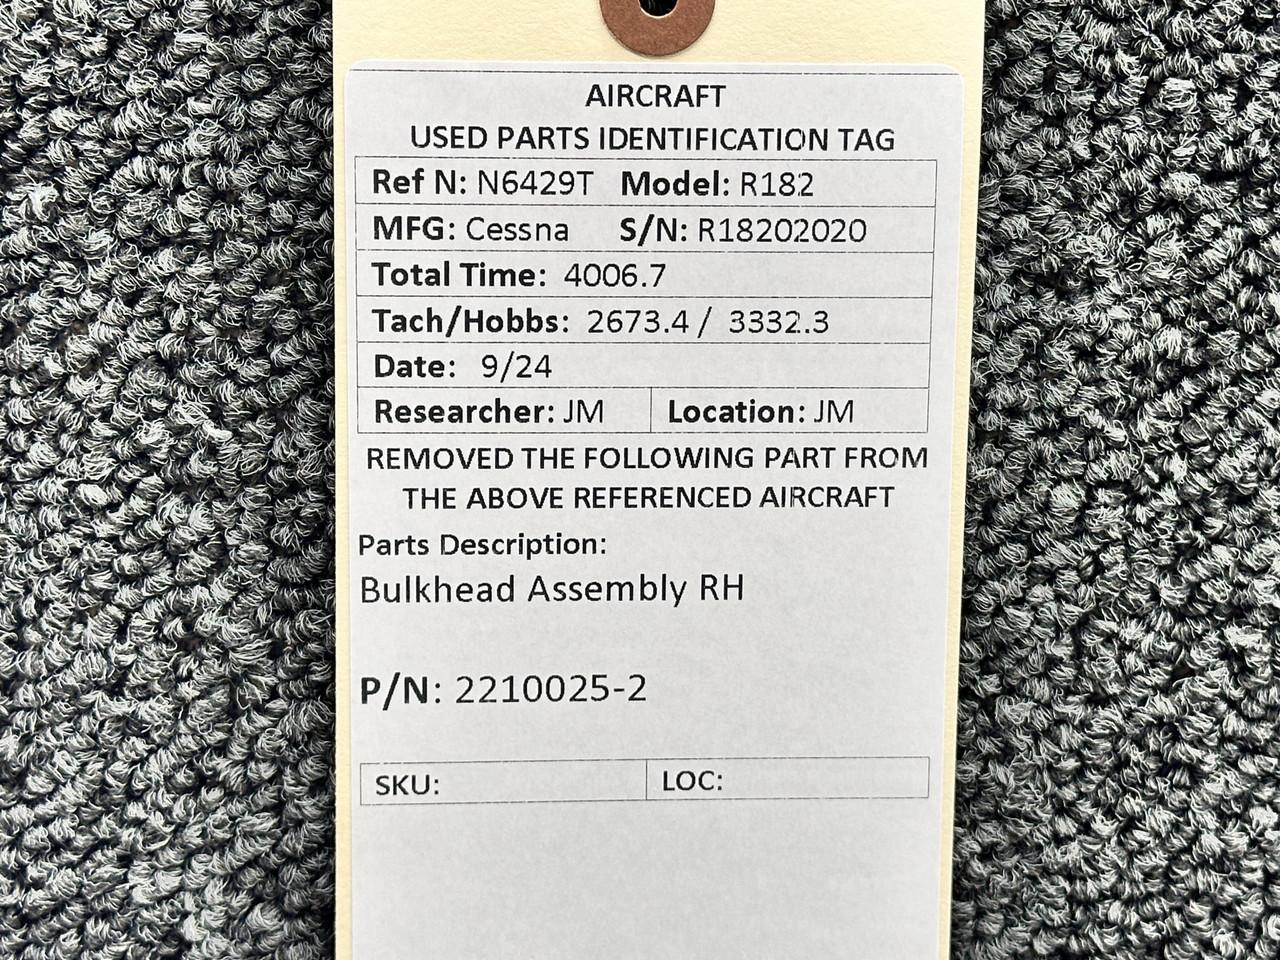 AIRCRAFT
USED PARTS IDENTIFICATION TAG
Ref N: N6429T Model: R182
MFG: Cessna S/N: R18202020
Total Time: 4006.7
Tach/Hobbs: 2673.4 / 3332.3
Date: 9/24
Researcher: JM Location: JM
REMOVED THE FOLLOWING PART FROM
THE ABOVE REFERENCED AIRCRAFT
Parts Description:
Bulkhead Assembly RH
P/N: 2210025-2
SKU: LOC: